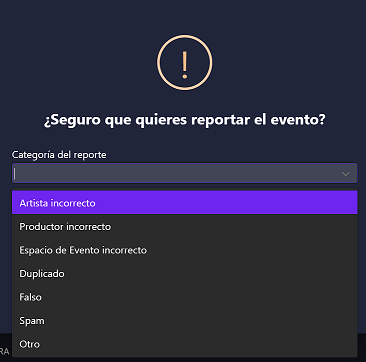 !
¿Seguro que quieres reportar el evento?
Categoría del reporte
Artista incorrecto
Productor incorrecto
Espacio de Evento incorrecto
Duplicado
Falso
Spam
Otro
RA